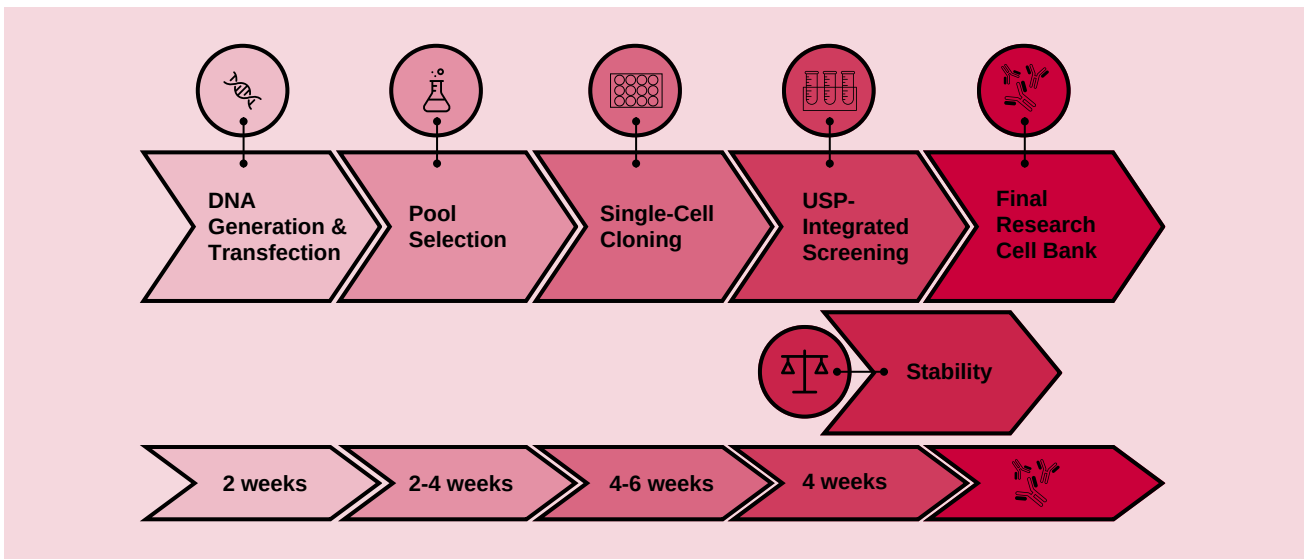 DNA
Generation &
Transfection
Pool
Selection
Single-Cell
Cloning
USP-
Integrated
Screening
Final
Research
Cell Bank
Stability
2 weeks
2-4 weeks
4-6 weeks
4 weeks